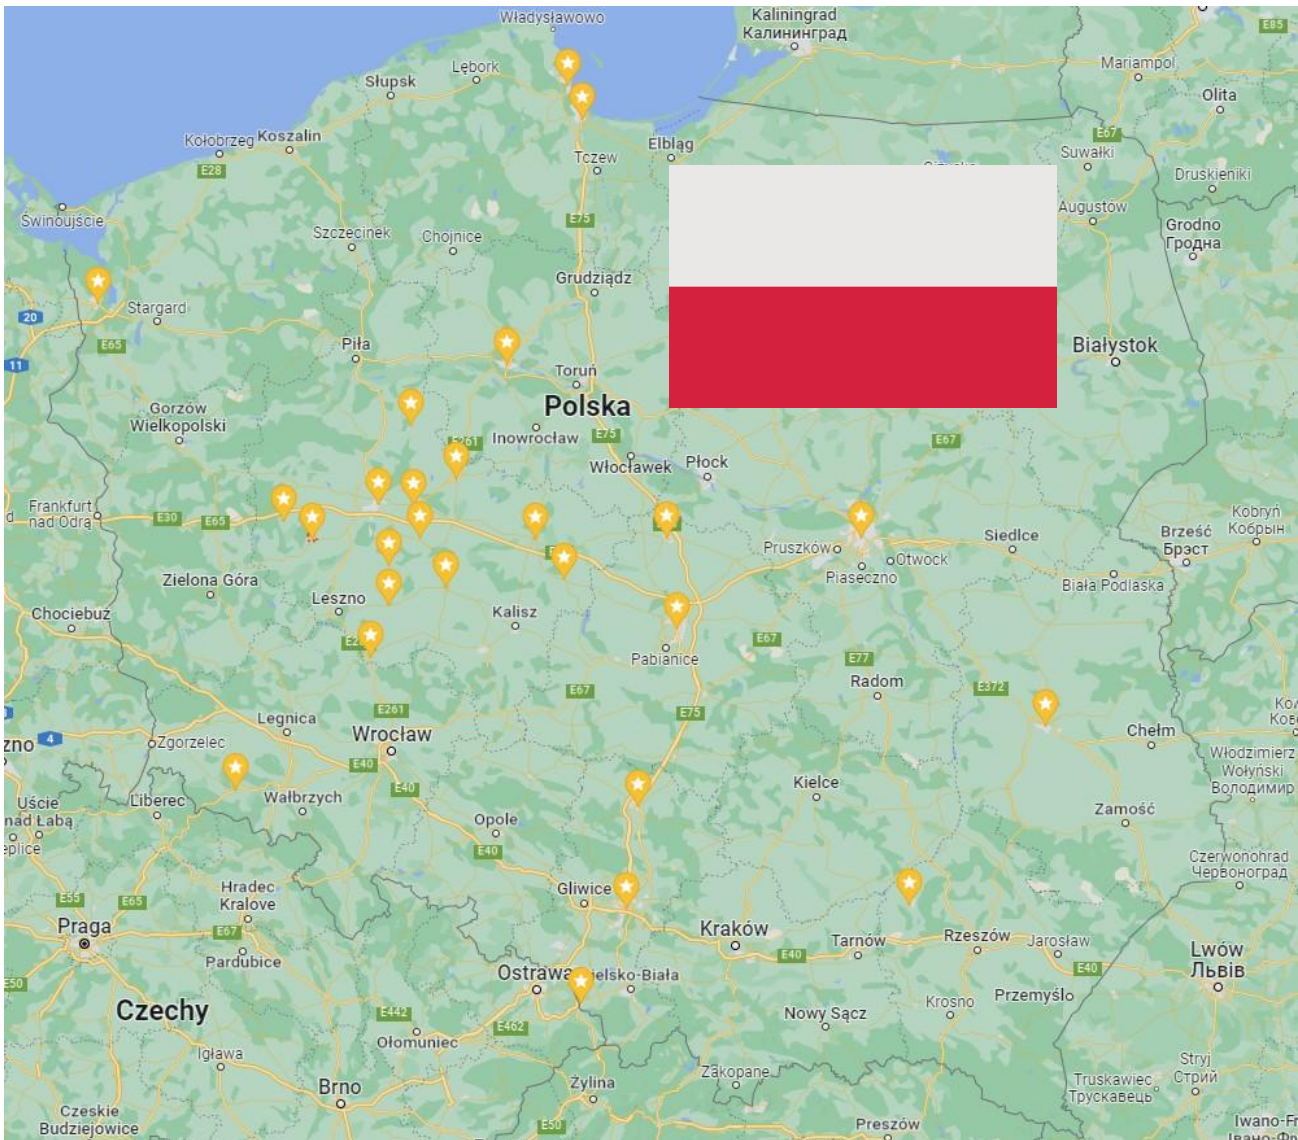 Władysławowo
Kaliningrad
Калининград
E85
Lębork
Słupsk
Mariampol
Olita
Kołobrzeg
Koszalin
E28
Elbląg
E67
Suwałki
Tczew
Druskieniki
Świnoujście
E75
Augustów
Grodno
Гродна
Szczecinek
Chojnice
Grudziądz
Stargard
20
E65
Piła
Białystok
11
Toruń
Polska
Gorzów
Wielkopolski
Inowrocław
E75
E67
E261
Włocławek
Płock
Frankfurt
nad Odrą
E30
E65
Kobryń
Кобрын
Siedlce
Brześć
Брэст
Pruszków
Otwock
Piaseczno
Biała Podlaska
Zielona Góra
Leszno
Kalisz
Chociebuż
E67
Pabianice
E77
Radom
E67
E372
E261
E75
Legnica
Wrocław
Chełm
4
Zgorzelec
E40
Włodzimierz
Wołyński
Володимир
Kielce
E40
Liberec
Wałbrzych
Uście
nad Łabą
Zamość
Opole
E40
Czerwonohrad
Червоноград
Gliwice
Hradec
Kralove
E55
E65
Praga
E67
Kraków
E40
Tarnów
Rzeszów
Jarosław
E40
Lwów
Львів
Pardubice
Ostrawa
ielsko-Biała
E50
Przemyśl
Krosno
Czechy
E442
E462
Nowy Sącz
Ołomuniec
Igława
Stryj
Стрий
Żylina
Zakopane
Truskawiec
Трускавець
Brno
Czeskie
Budziejowice
E50
Preszów
Iwano-Fr